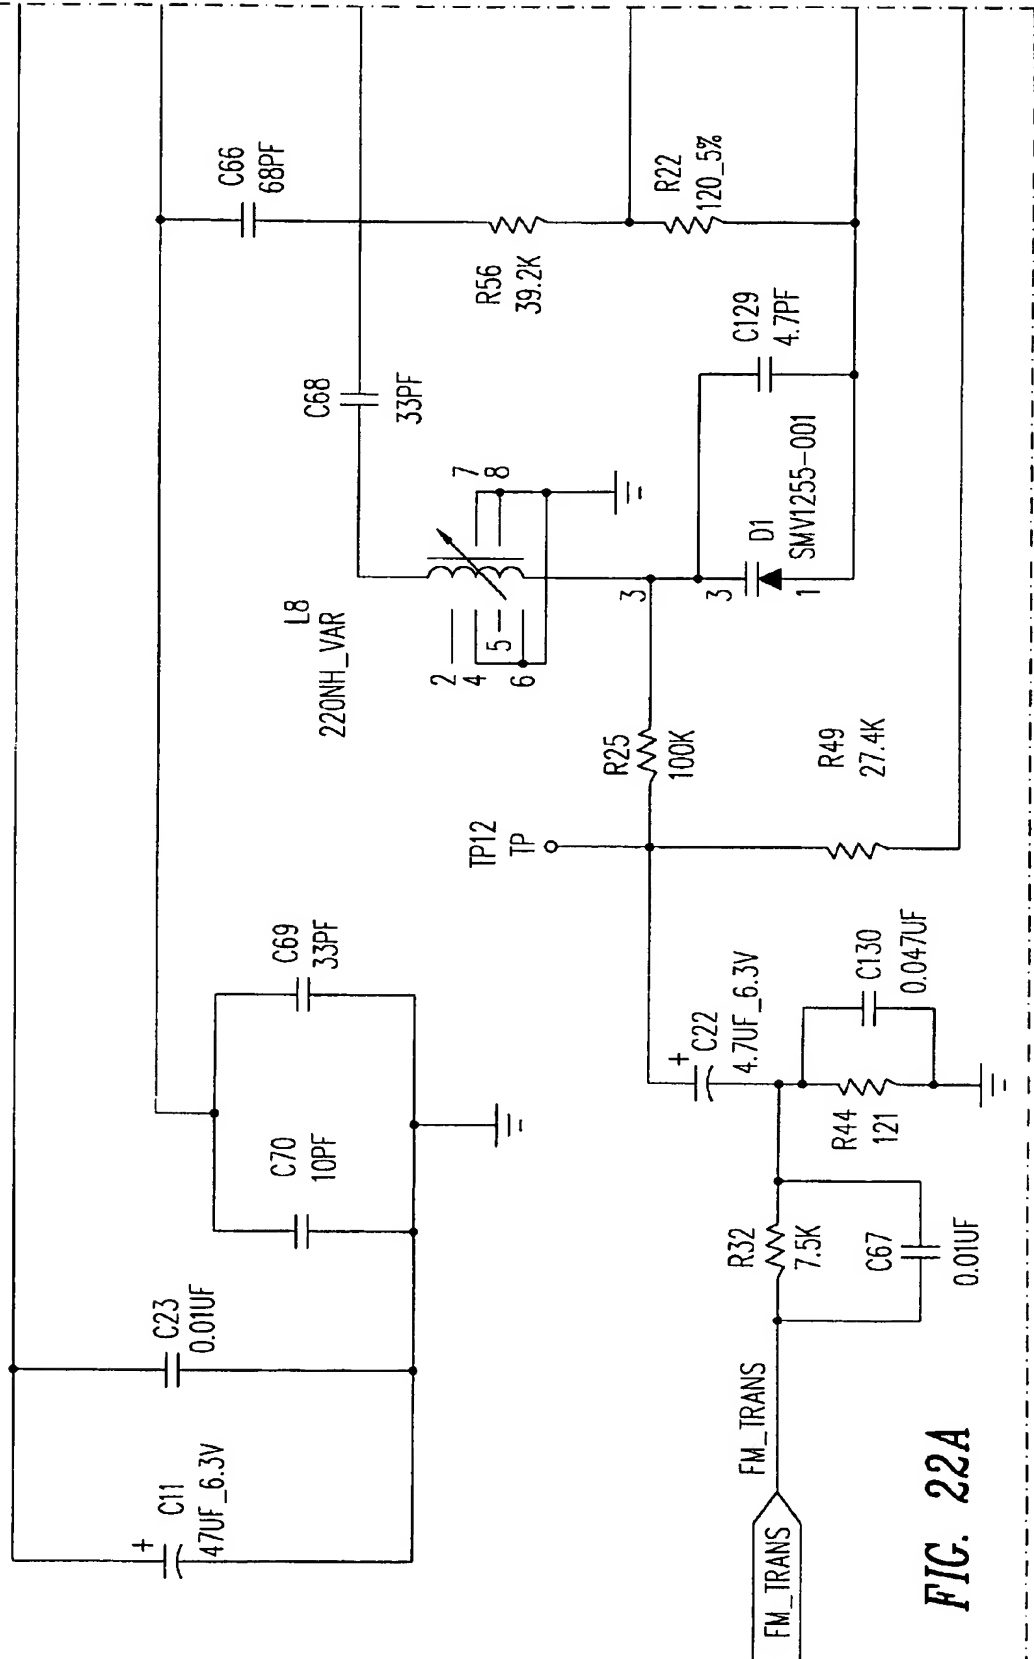 C66
68PF
R22
120_5%
R56
39.2K
C129
4.7PF
C68
33PF
7
8
L8
220NH_VAR
2
4
5
6
3
3
1
D1
SMV1255-001
R25
100K
R49
27.4K
TP12
TP
C69
33PF
C70
10PF
C23
0.01UF
+
C11
47UF_6.3V
+
C22
4.7UF_6.3V
C130
0.047UF
R44
121
R32
7.5K
C67
0.01UF
FM_TRANS
FM_TRANS
FIG. 22A